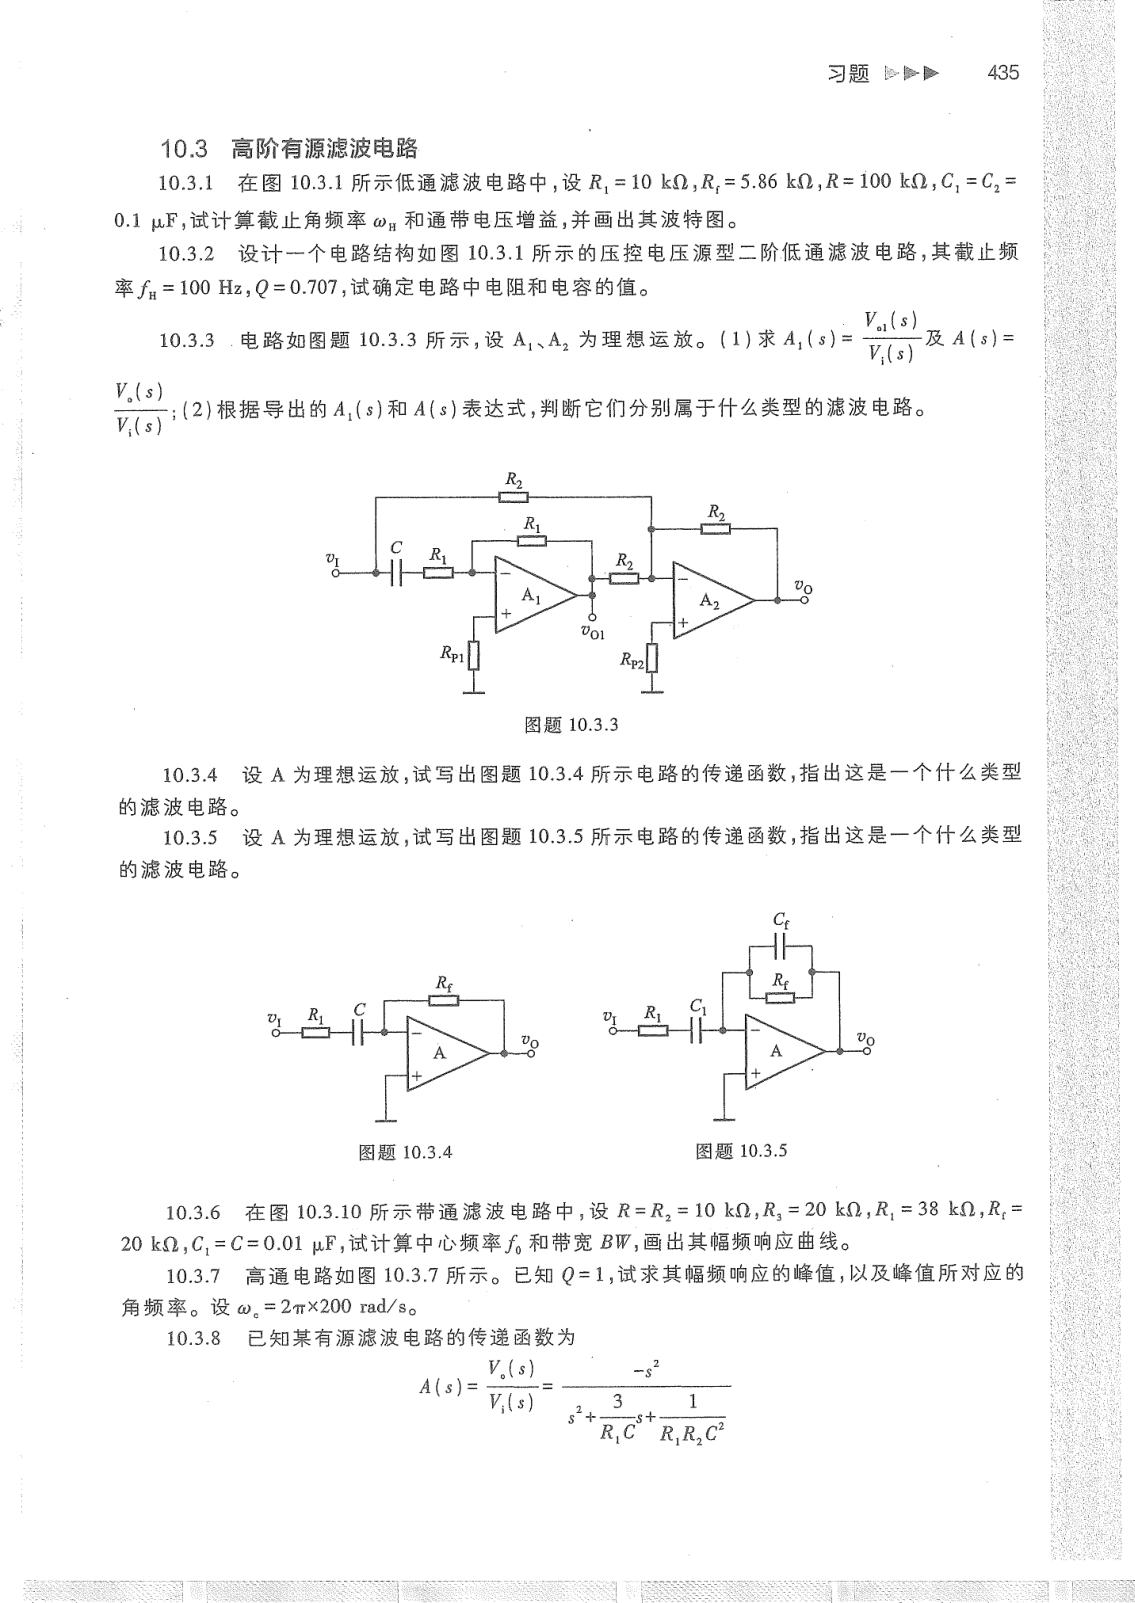 习题 435
10.3 高阶有源滤波电路
10.3.1 在图 10.3.1 所示低通滤波电路中,设 R₁=10 kΩ,R_f=5.86 kΩ,R=100 kΩ,C₁=C₂=
0.1 μF,试计算截止角频率 ω_H 和通带电压增益,并画出其波特图。
10.3.2 设计一个电路结构如图 10.3.1 所示的压控电压源型二阶低通滤波电路,其截止频
率 f_H=100 Hz,Q=0.707,试确定电路中电阻和电容的值。
10.3.3 电路如图题 10.3.3 所示,设 A₁、A₂ 为理想运放。(1)求 A₁(s)=V_o1(s)/V_i(s) 及 A(s)=
V_o(s)/V_i(s);(2)根据导出的 A₁(s)和 A(s)表达式,判断它们分别属于什么类型的滤波电路。
R₂
R₁
R₂
v_I
C
R₁
R₂
A₁
A₂
v_O
v_O1
R_P1
R_P2
图题 10.3.3
10.3.4 设 A 为理想运放,试写出图题 10.3.4 所示电路的传递函数,指出这是一个什么类型
的滤波电路。
10.3.5 设 A 为理想运放,试写出图题 10.3.5 所示电路的传递函数,指出这是一个什么类型
的滤波电路。
R_f
v_I
R₁
C
A
v_O
图题 10.3.4
C_f
R_f
v_I
R₁
C₁
A
v_O
图题 10.3.5
10.3.6 在图 10.3.10 所示带通滤波电路中,设 R=R₂=10 kΩ,R₃=20 kΩ,R₁=38 kΩ,R_f=
20 kΩ,C₁=C=0.01 μF,试计算中心频率 f₀ 和带宽 BW,画出其幅频响应曲线。
10.3.7 高通电路如图 10.3.7 所示。已知 Q=1,试求其幅频响应的峰值,以及峰值所对应的
角频率。设 ω_c=2π×200 rad/s。
10.3.8 已知某有源滤波电路的传递函数为
A(s)=V_o(s)/V_i(s)=-s²/(s²+3/(R₁C)s+1/(R₁R₂C²))